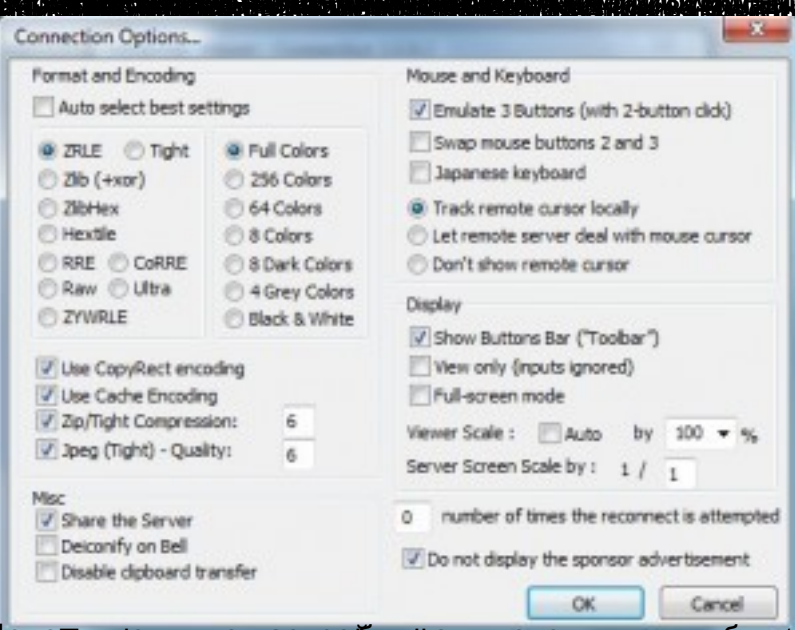 Connection Options...
Format and Encoding
Auto select best settings
ZRLE Tight
Zlib (+xor)
ZlibHex
Hextile
RRE CoRRE
Raw Ultra
ZYWRLE
Full Colors
256 Colors
64 Colors
8 Colors
8 Dark Colors
4 Grey Colors
Black & White
Use CopyRect encoding
Use Cache Encoding
Zip/Tight Compression: 6
Jpeg (Tight) - Quality: 6
Misc
Share the Server
Deiconify on Bell
Disable clipboard transfer
Mouse and Keyboard
Emulate 3 Buttons (with 2-button click)
Swap mouse buttons 2 and 3
Japanese keyboard
Track remote cursor locally
Let remote server deal with mouse cursor
Don't show remote cursor
Display
Show Buttons Bar ("Toolbar")
View only (inputs ignored)
Full-screen mode
Viewer Scale : Auto by 100 %
Server Screen Scale by : 1 / 1
0 number of times the reconnect is attempted
Do not display the sponsor advertisement
OK Cancel